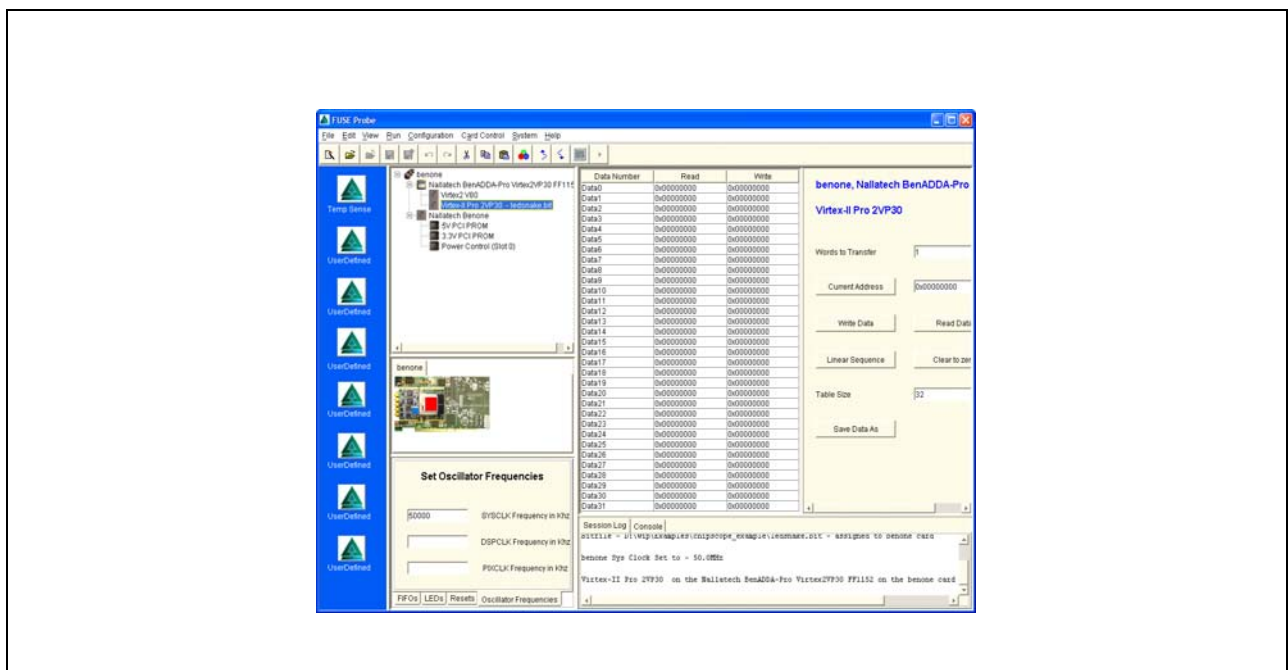 FUSE Probe
File Edit View Run Configuration Card Control System Help
Temp Sense
UserDefined
UserDefined
UserDefined
UserDefined
UserDefined
UserDefined
UserDefined
benone
Nallatech BenADDA-Pro Virtex2VP30 FF115
Virtex2 V80
Virtex-II Pro 2VP30 - ledsnake.bit
Nallatech Benone
5V PCI PROM
3.3V PCI PROM
Power Control (Slot 0)
benone
Set Oscillator Frequencies
50000 SYSCLK Frequency in Khz
DSPCLK Frequency in Khz
PIXCLK Frequency in Khz
FIFOs LEDs Resets Oscillator Frequencies
Data Number Read Write
Data0 0x00000000 0x00000000
Data1 0x00000000 0x00000000
Data2 0x00000000 0x00000000
Data3 0x00000000 0x00000000
Data4 0x00000000 0x00000000
Data5 0x00000000 0x00000000
Data6 0x00000000 0x00000000
Data7 0x00000000 0x00000000
Data8 0x00000000 0x00000000
Data9 0x00000000 0x00000000
Data10 0x00000000 0x00000000
Data11 0x00000000 0x00000000
Data12 0x00000000 0x00000000
Data13 0x00000000 0x00000000
Data14 0x00000000 0x00000000
Data15 0x00000000 0x00000000
Data16 0x00000000 0x00000000
Data17 0x00000000 0x00000000
Data18 0x00000000 0x00000000
Data19 0x00000000 0x00000000
Data20 0x00000000 0x00000000
Data21 0x00000000 0x00000000
Data22 0x00000000 0x00000000
Data23 0x00000000 0x00000000
Data24 0x00000000 0x00000000
Data25 0x00000000 0x00000000
Data26 0x00000000 0x00000000
Data27 0x00000000 0x00000000
Data28 0x00000000 0x00000000
Data29 0x00000000 0x00000000
Data30 0x00000000 0x00000000
Data31 0x00000000 0x00000000
benone, Nallatech BenADDA-Pro
Virtex-II Pro 2VP30
Words to Transfer 1
Current Address 0x00000000
Write Data Read Data
Linear Sequence Clear to zer
Table Size 32
Save Data As
Session Log Console
bitfile - D:\wip\Examples\chipscope_example\ledsnake.bit - assigned to benone card
benone Sys Clock Set to - 50.0MHz
Virtex-II Pro 2VP30 on the Nallatech BenADDA-Pro Virtex2VP30 FF1152 on the benone card